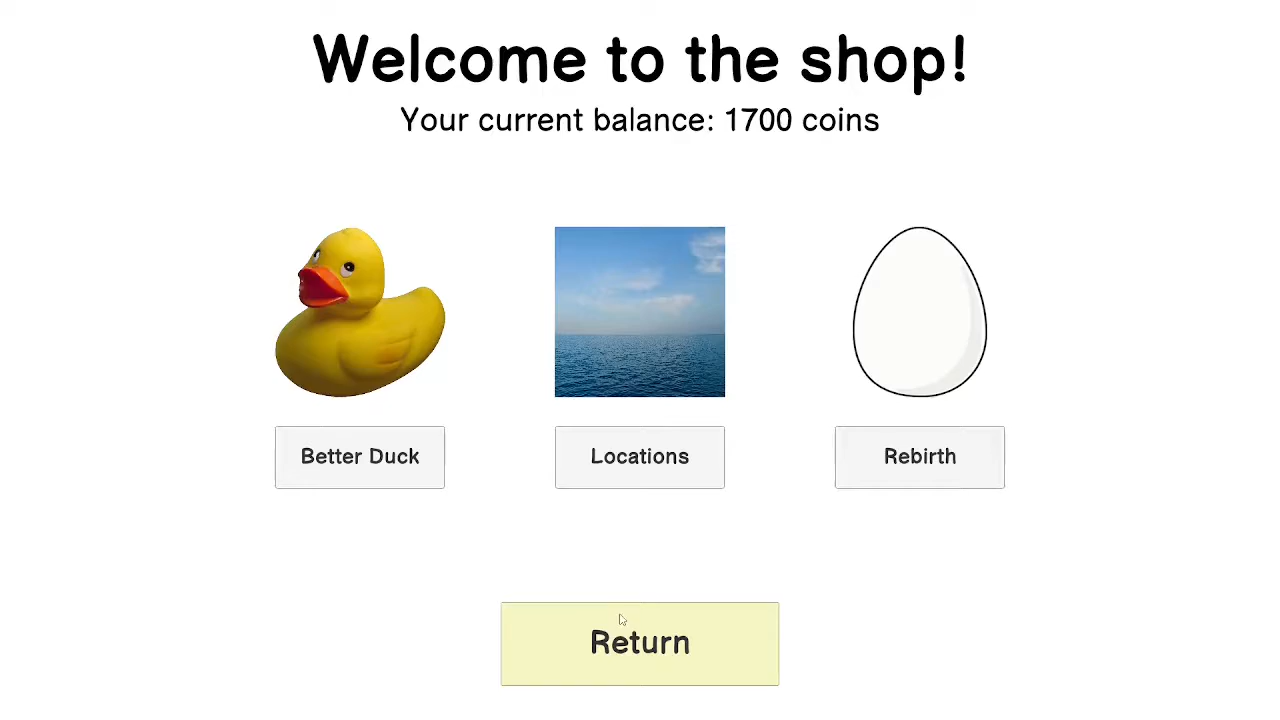 Welcome to the shop!
Your current balance: 1700 coins
Better Duck
Locations
Rebirth
Return